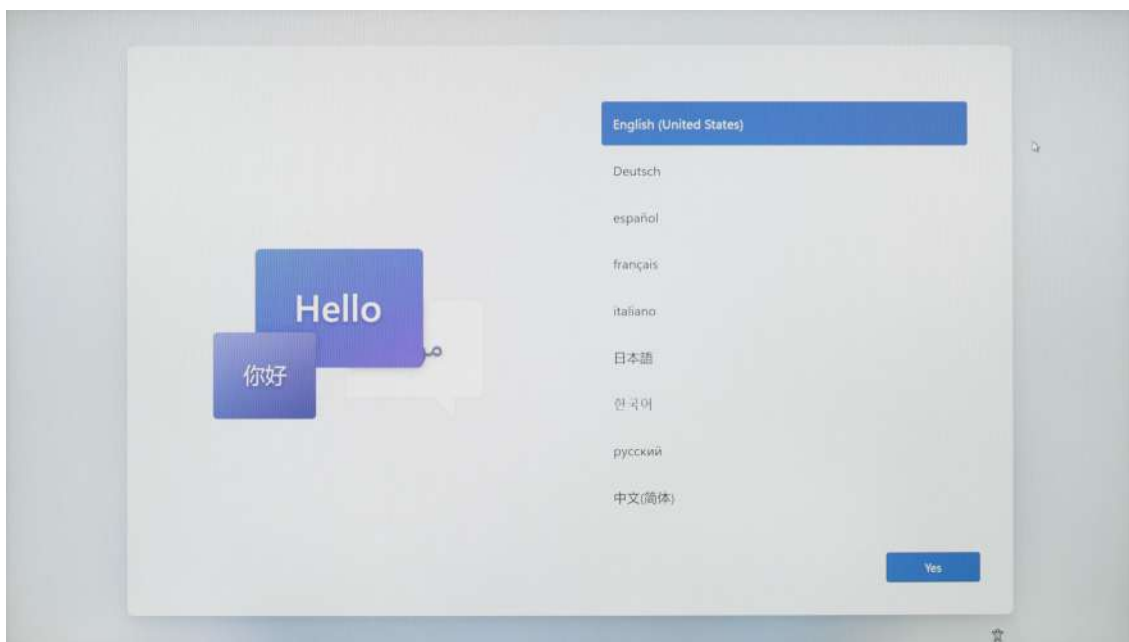 English (United States)
Deutsch
español
français
italiano
日本語
한국어
русский
中文(简体)
Hello
你好
Yes